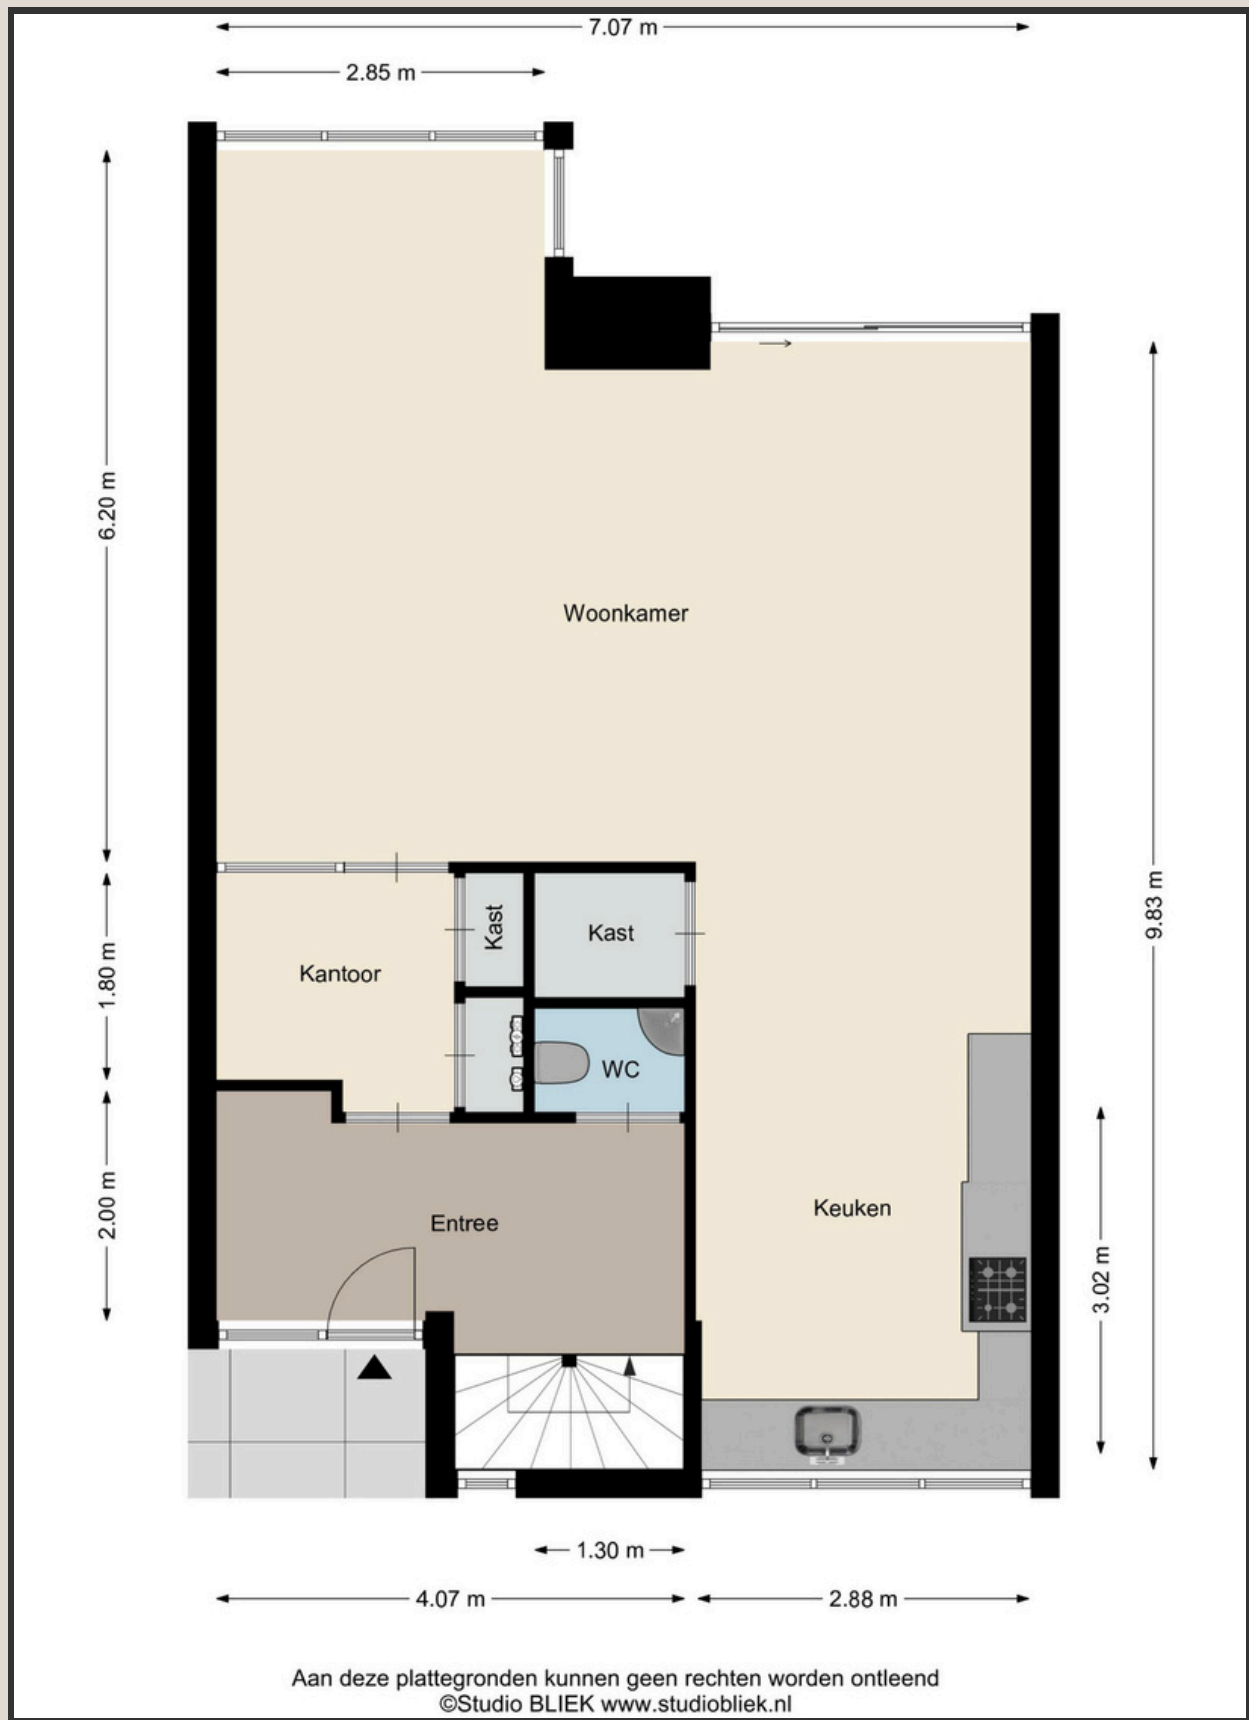 7.07 m
2.85 m
6.20 m
Woonkamer
9.83 m
Kast
Kast
Kantoor
1.80 m
WC
2.00 m
Entree
Keuken
3.02 m
1.30 m
4.07 m
2.88 m
Aan deze plattegronden kunnen geen rechten worden ontleend
©Studio BLIEK www.studiobliek.nl